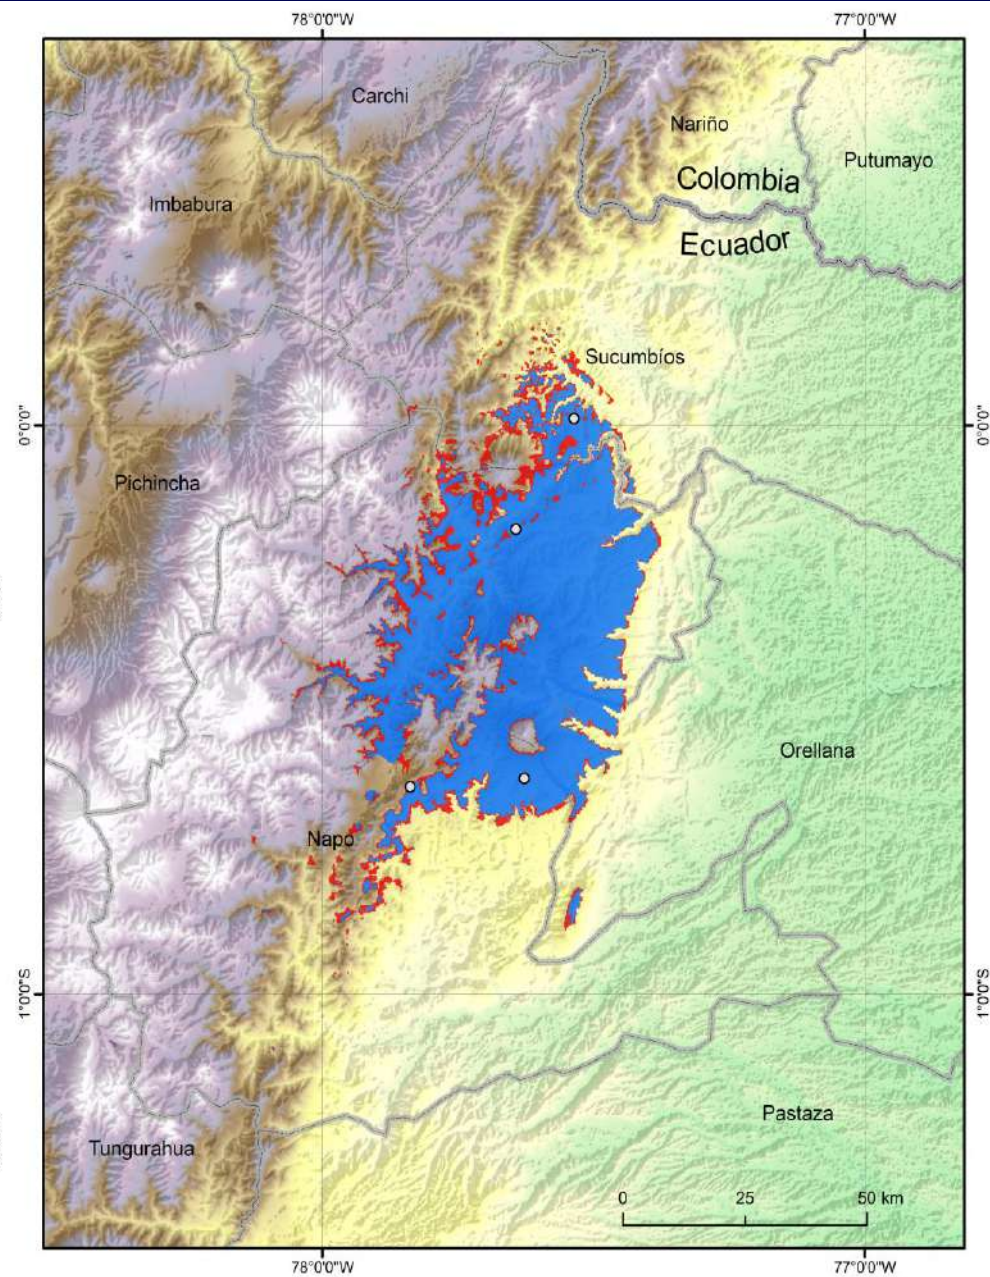 78°0'0"W
77°0'0"W
Carchi
Nariño
Putumayo
Colombia
Imbabura
Ecuador
Sucumbíos
0°0'0"
0°0'0"
Pichincha
Orellana
Napo
1°0'0"S
1°0'0"S
Pastaza
Tungurahua
0 25 50 km
78°0'0"W
77°0'0"W